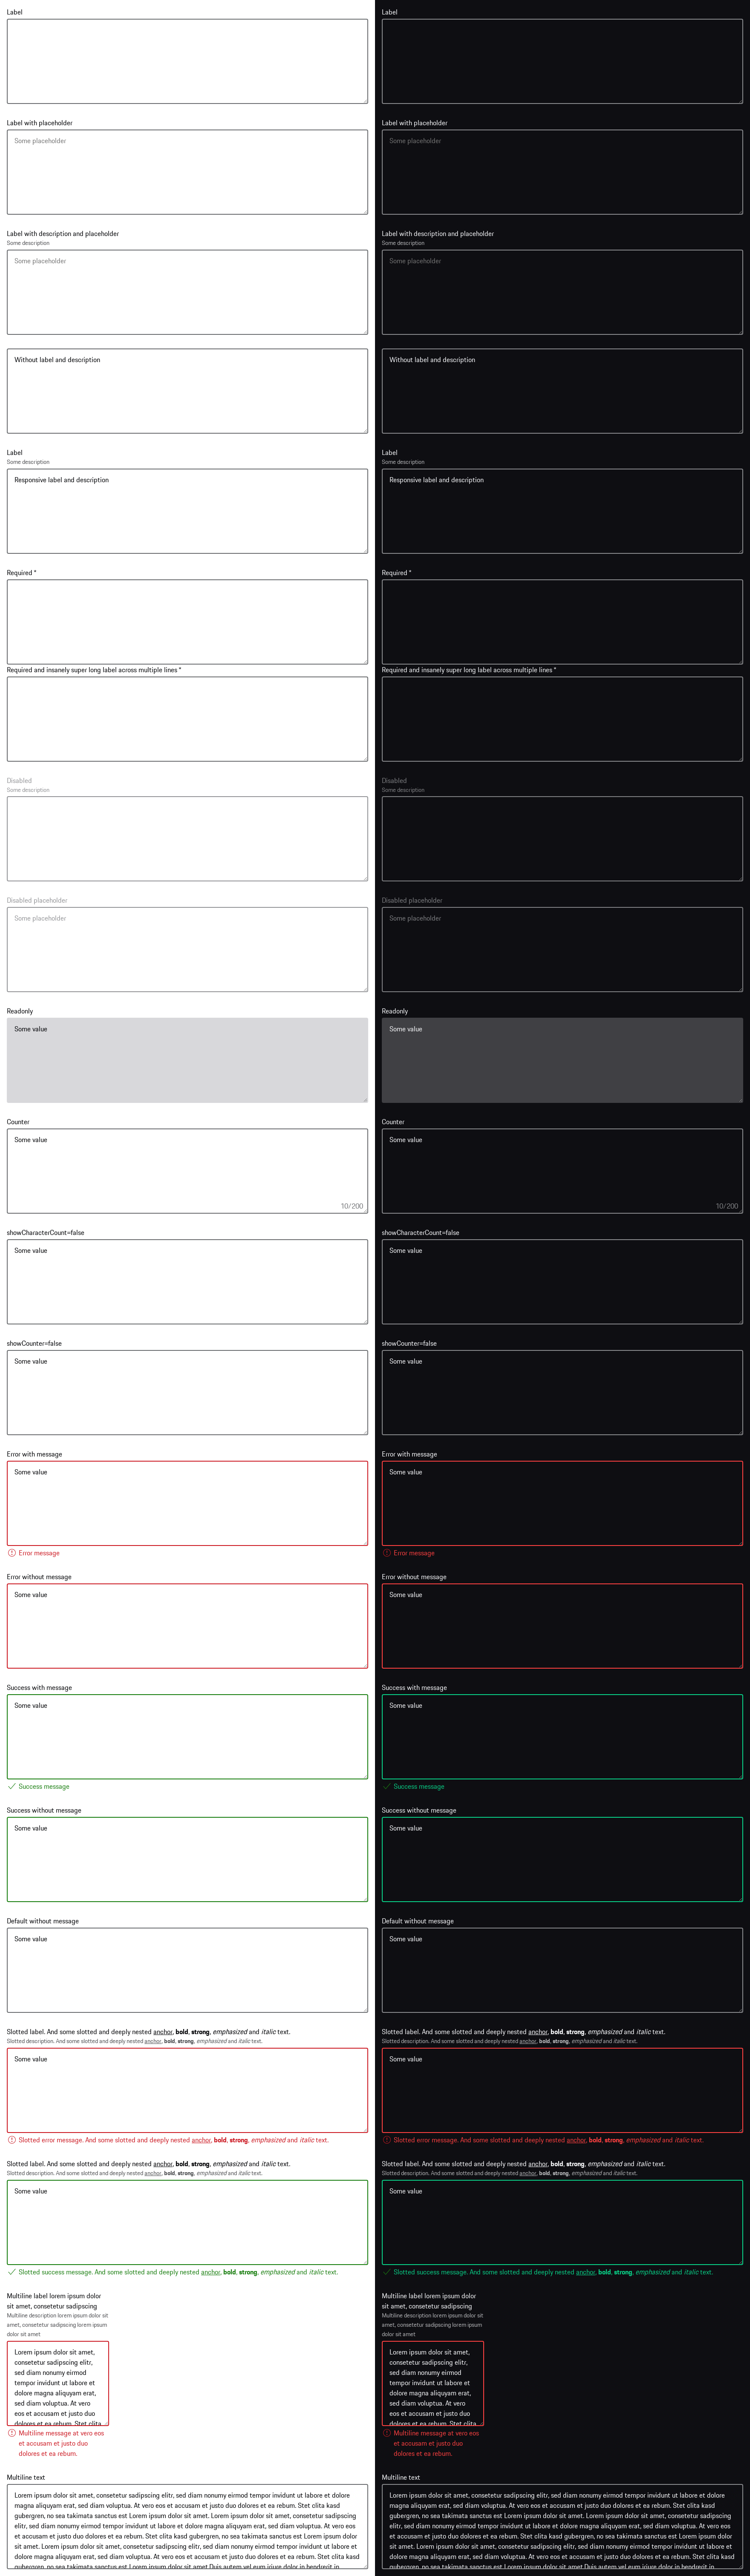 Label
Label with placeholder
Some placeholder
Label with description and placeholder
Some description
Some placeholder
Without label and description
Label
Some description
Responsive label and description
Required *
Required and insanely super long label across multiple lines *
Disabled
Some description
Disabled placeholder
Some placeholder
Readonly
Some value
Counter
Some value
10/200
showCharacterCount=false
Some value
showCounter=false
Some value
Error with message
Some value
Error message
Error without message
Some value
Success with message
Some value
Success message
Success without message
Some value
Default without message
Some value
Slotted label. And some slotted and deeply nested anchor, bold, strong, emphasized and italic text.
Slotted description. And some slotted and deeply nested anchor, bold, strong, emphasized and italic text.
Some value
Slotted error message. And some slotted and deeply nested anchor, bold, strong, emphasized and italic text.
Slotted label. And some slotted and deeply nested anchor, bold, strong, emphasized and italic text.
Slotted description. And some slotted and deeply nested anchor, bold, strong, emphasized and italic text.
Some value
Slotted success message. And some slotted and deeply nested anchor, bold, strong, emphasized and italic text.
Multiline label lorem ipsum dolor
sit amet, consetetur sadipscing
Multiline description lorem ipsum dolor sit
amet, consetetur sadipscing lorem ipsum
dolor sit amet
Lorem ipsum dolor sit amet,
consetetur sadipscing elitr,
sed diam nonumy eirmod
tempor invidunt ut labore et
dolore magna aliquyam erat,
sed diam voluptua. At vero
eos et accusam et justo duo
dolores et ea rebum. Stet clita
Multiline message at vero eos
et accusam et justo duo
dolores et ea rebum.
Multiline text
Lorem ipsum dolor sit amet, consetetur sadipscing elitr, sed diam nonumy eirmod tempor invidunt ut labore et dolore
magna aliquyam erat, sed diam voluptua. At vero eos et accusam et justo duo dolores et ea rebum. Stet clita kasd
gubergren, no sea takimata sanctus est Lorem ipsum dolor sit amet. Lorem ipsum dolor sit amet, consetetur sadipscing
elitr, sed diam nonumy eirmod tempor invidunt ut labore et dolore magna aliquyam erat, sed diam voluptua. At vero eos
et accusam et justo duo dolores et ea rebum. Stet clita kasd gubergren, no sea takimata sanctus est Lorem ipsum dolor
sit amet. Lorem ipsum dolor sit amet, consetetur sadipscing elitr, sed diam nonumy eirmod tempor invidunt ut labore et
dolore magna aliquyam erat, sed diam voluptua. At vero eos et accusam et justo duo dolores et ea rebum. Stet clita kasd
gubergren, no sea takimata sanctus est Lorem ipsum dolor sit amet.Duis autem vel eum iriure dolor in hendrerit in
Label
Label with placeholder
Some placeholder
Label with description and placeholder
Some description
Some placeholder
Without label and description
Label
Some description
Responsive label and description
Required *
Required and insanely super long label across multiple lines *
Disabled
Some description
Disabled placeholder
Some placeholder
Readonly
Some value
Counter
Some value
10/200
showCharacterCount=false
Some value
showCounter=false
Some value
Error with message
Some value
Error message
Error without message
Some value
Success with message
Some value
Success message
Success without message
Some value
Default without message
Some value
Slotted label. And some slotted and deeply nested anchor, bold, strong, emphasized and italic text.
Slotted description. And some slotted and deeply nested anchor, bold, strong, emphasized and italic text.
Some value
Slotted error message. And some slotted and deeply nested anchor, bold, strong, emphasized and italic text.
Slotted label. And some slotted and deeply nested anchor, bold, strong, emphasized and italic text.
Slotted description. And some slotted and deeply nested anchor, bold, strong, emphasized and italic text.
Some value
Slotted success message. And some slotted and deeply nested anchor, bold, strong, emphasized and italic text.
Multiline label lorem ipsum dolor
sit amet, consetetur sadipscing
Multiline description lorem ipsum dolor sit
amet, consetetur sadipscing lorem ipsum
dolor sit amet
Lorem ipsum dolor sit amet,
consetetur sadipscing elitr,
sed diam nonumy eirmod
tempor invidunt ut labore et
dolore magna aliquyam erat,
sed diam voluptua. At vero
eos et accusam et justo duo
dolores et ea rebum. Stet clita
Multiline message at vero eos
et accusam et justo duo
dolores et ea rebum.
Multiline text
Lorem ipsum dolor sit amet, consetetur sadipscing elitr, sed diam nonumy eirmod tempor invidunt ut labore et dolore
magna aliquyam erat, sed diam voluptua. At vero eos et accusam et justo duo dolores et ea rebum. Stet clita kasd
gubergren, no sea takimata sanctus est Lorem ipsum dolor sit amet. Lorem ipsum dolor sit amet, consetetur sadipscing
elitr, sed diam nonumy eirmod tempor invidunt ut labore et dolore magna aliquyam erat, sed diam voluptua. At vero eos
et accusam et justo duo dolores et ea rebum. Stet clita kasd gubergren, no sea takimata sanctus est Lorem ipsum dolor
sit amet. Lorem ipsum dolor sit amet, consetetur sadipscing elitr, sed diam nonumy eirmod tempor invidunt ut labore et
dolore magna aliquyam erat, sed diam voluptua. At vero eos et accusam et justo duo dolores et ea rebum. Stet clita kasd
gubergren, no sea takimata sanctus est Lorem ipsum dolor sit amet.Duis autem vel eum iriure dolor in hendrerit in